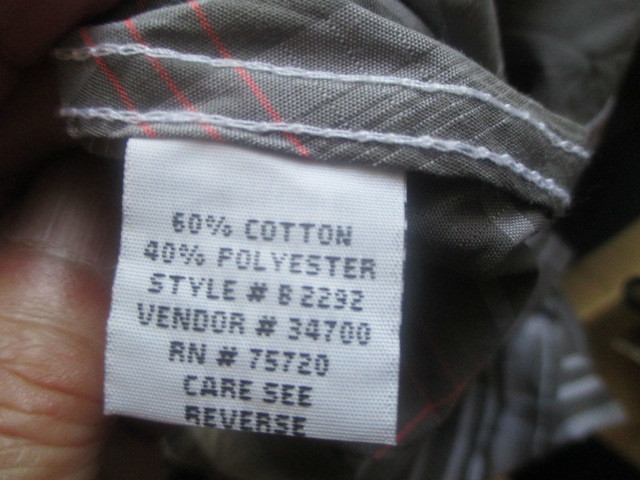 60% COTTON
40% POLYESTER
STYLE # B 2292
VENDOR # 34700
RN # 75720
CARE SEE
REVERSE